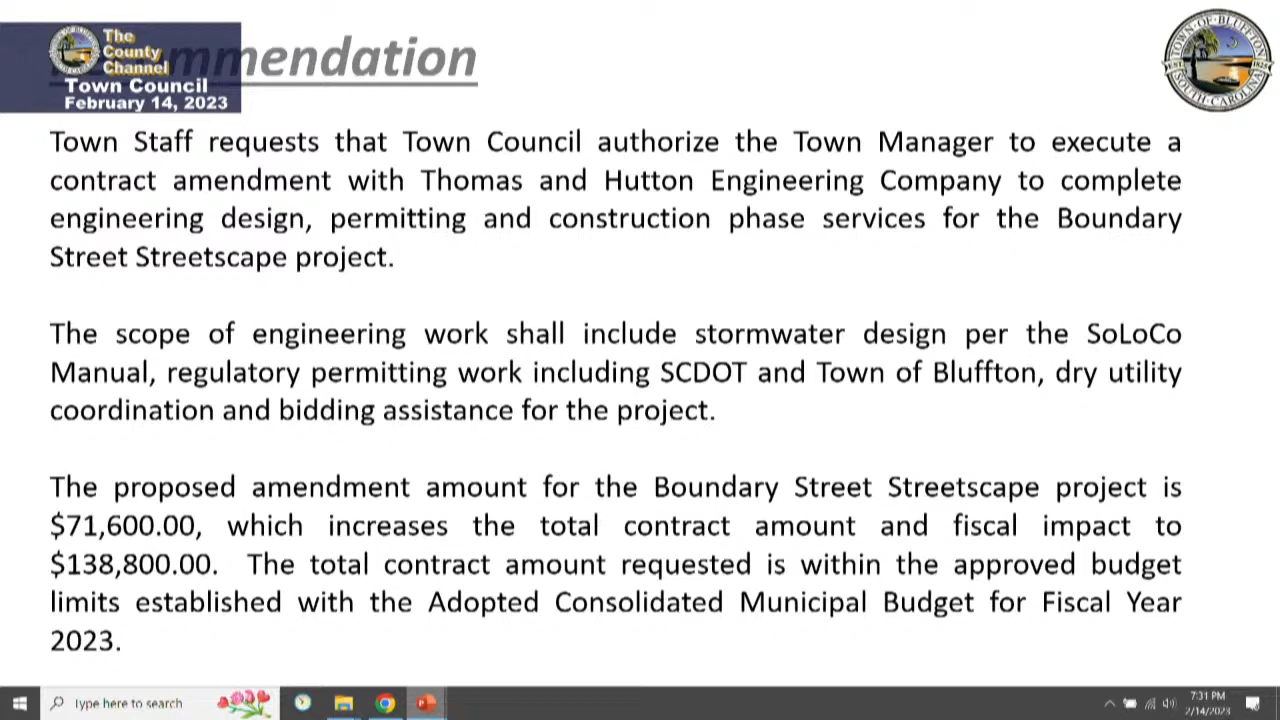 The
County
Channel
mmendation
Town Council
February 14, 2023
TOWN OF BLUFFTON
SOUTH CAROLINA
Town Staff requests that Town Council authorize the Town Manager to execute a
contract amendment with Thomas and Hutton Engineering Company to complete
engineering design, permitting and construction phase services for the Boundary
Street Streetscape project.
The scope of engineering work shall include stormwater design per the SoLoCo
Manual, regulatory permitting work including SCDOT and Town of Bluffton, dry utility
coordination and bidding assistance for the project.
The proposed amendment amount for the Boundary Street Streetscape project is
$71,600.00, which increases the total contract amount and fiscal impact to
$138,800.00. The total contract amount requested is within the approved budget
limits established with the Adopted Consolidated Municipal Budget for Fiscal Year
2023.
Type here to search
7:31 PM
2/14/2023